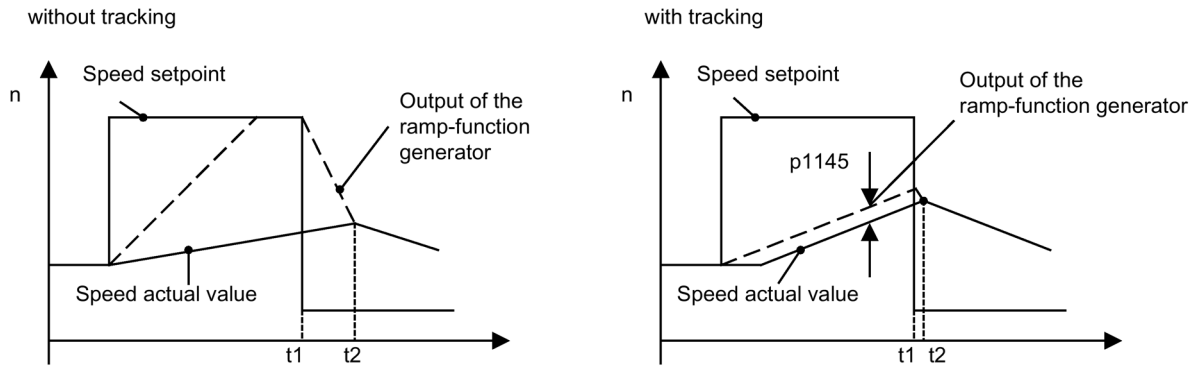 without tracking
n
Speed setpoint
Output of the
ramp-function
generator
Speed actual value
t1
t2
with tracking
n
Speed setpoint
Output of the
ramp-function generator
p1145
Speed actual value
t1
t2